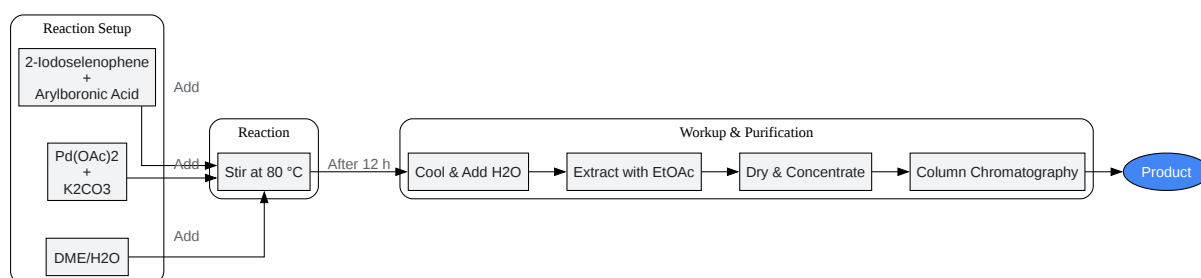 Reaction Setup
2-Iodoselenophene
+
Arylboronic Acid
Add
Pd(OAc)2
+
K2CO3
Add
DME/H2O
Add
Reaction
Stir at 80 °C
After 12 h
Workup & Purification
Cool & Add H2O
Extract with EtOAc
Dry & Concentrate
Column Chromatography
Product